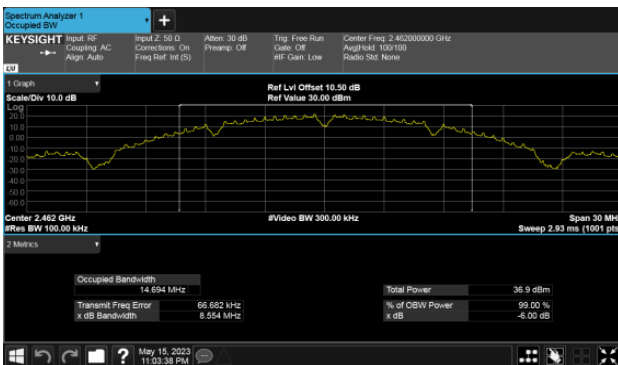 Spectrum Analyzer 1
Occupied BW
KEYSIGHT
Input: RF
Coupling: AC
Align: Auto
Input Z: 50 Ω
Corrections: On
Freq Ref: Int (S)
Atten: 30 dB
Preamp: Off
Trig: Free Run
Gate: Off
#IF Gain: Low
Center Freq: 2.462000000 GHz
Avg|Hold: 100/100
Radio Std: None
LXI
1 Graph
Scale/Div 10.0 dB
Ref Lvl Offset 10.50 dB
Ref Value 30.00 dBm
Log
20.0
10.0
0.00
-10.0
-20.0
-30.0
-40.0
-50.0
-60.0
Center 2.462 GHz
#Res BW 100.00 kHz
#Video BW 300.00 kHz
Span 30 MH
Sweep 2.93 ms (1001 pts
2 Metrics
Occupied Bandwidth
14.694 MHz
Transmit Freq Error 66.682 kHz
x dB Bandwidth 8.554 MHz
Total Power 36.9 dBm
% of OBW Power 99.00 %
x dB -6.00 dB
May 15, 2023
11:03:38 PM